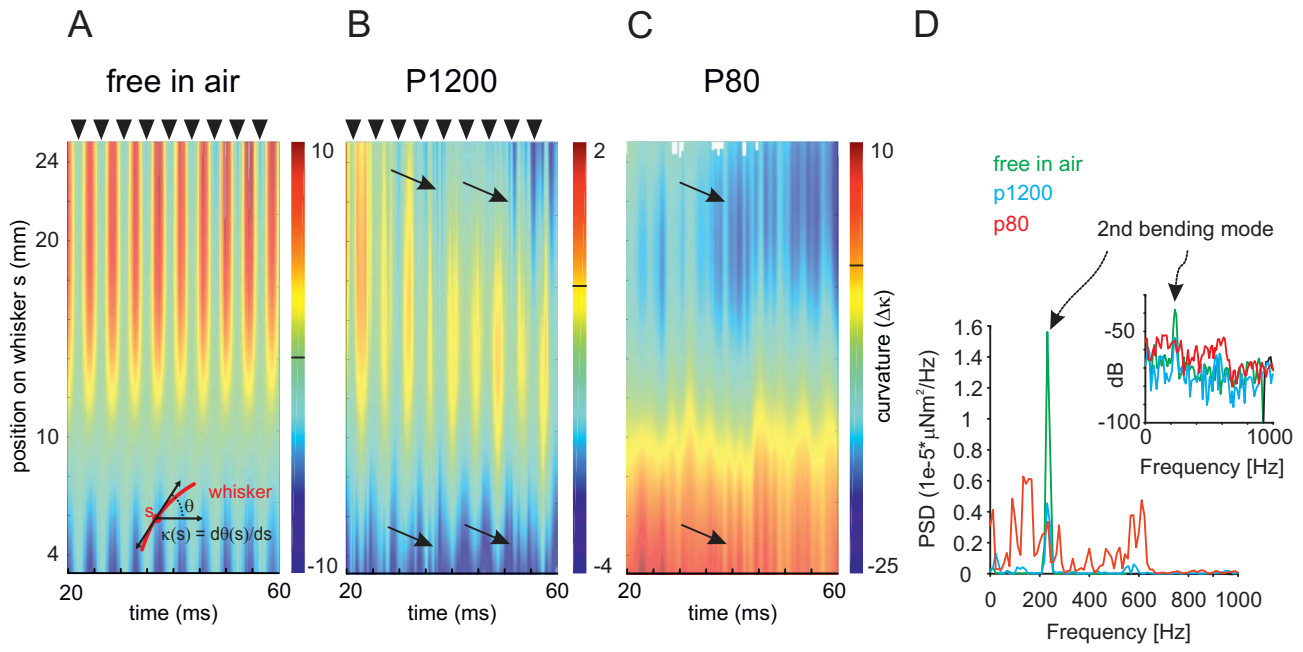 A
B
C
D
free in air
P1200
P80
position on whisker s (mm)
24
20
10
4
s
θ
whisker
κ(s) = dθ(s)/ds
20
60
time (ms)
10
-10
20
60
time (ms)
2
-4
20
60
time (ms)
10
-25
curvature (Δκ)
free in air
p1200
p80
2nd bending mode
PSD (1e-5*μNm²/Hz)
1.6
1.4
1.2
1
0.8
0.6
0.4
0.2
0
0
200
400
600
800
1000
Frequency [Hz]
dB
-50
-100
0
1000
Frequency [Hz]